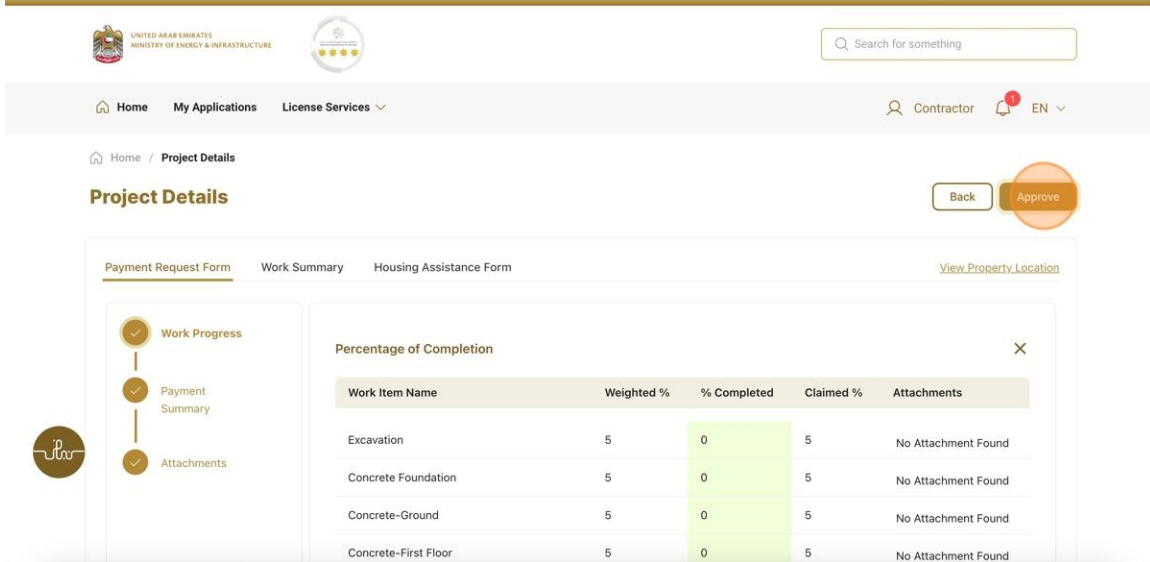 UNITED ARAB EMIRATES
MINISTRY OF ENERGY & INFRASTRUCTURE
Search for something
Home My Applications License Services Contractor 1 EN
Home / Project Details
Project Details Back Approve
Payment Request Form Work Summary Housing Assistance Form View Property Location
Work Progress
Payment
Summary
Attachments
Percentage of Completion
Work Item Name Weighted % % Completed Claimed % Attachments
Excavation 5 0 5 No Attachment Found
Concrete Foundation 5 0 5 No Attachment Found
Concrete-Ground 5 0 5 No Attachment Found
Concrete-First Floor 5 0 5 No Attachment Found